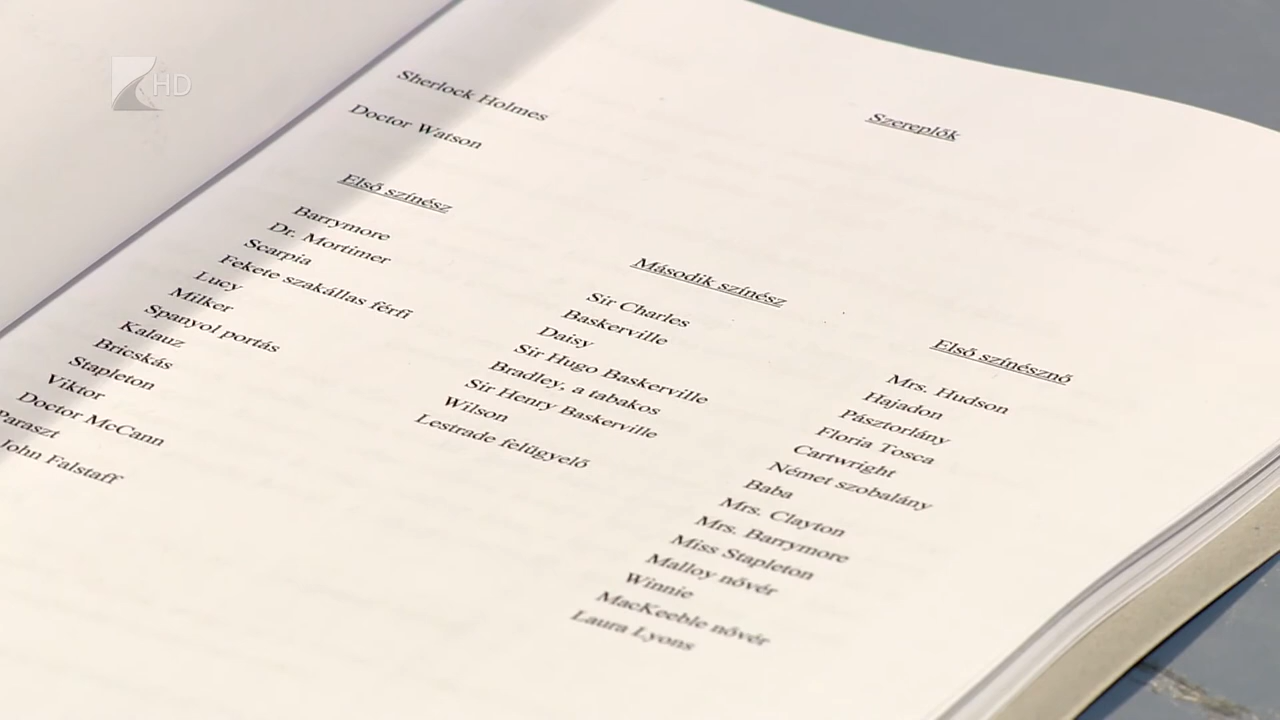 HD
Szereplők
Sherlock Holmes
Doctor Watson
Első színész
Barrymore
Dr. Mortimer
Scarpia
Fekete szakállas férfi
Lucy
Milker
Spanyol portás
Kalauz
Bricskás
Stapleton
Viktor
Doctor McCann
Paraszt
John Falstaff
Második színész
Sir Charles
Baskerville
Daisy
Sir Hugo Baskerville
Bradley, a tabakos
Sir Henry Baskerville
Wilson
Lestrade felügyelő
Első színésznő
Mrs. Hudson
Hajadon
Pásztorlány
Floria Tosca
Cartwright
Német szobalány
Baba
Mrs. Clayton
Mrs. Barrymore
Miss Stapleton
Malloy nővér
Winnie
MacKeeble nővér
Laura Lyons